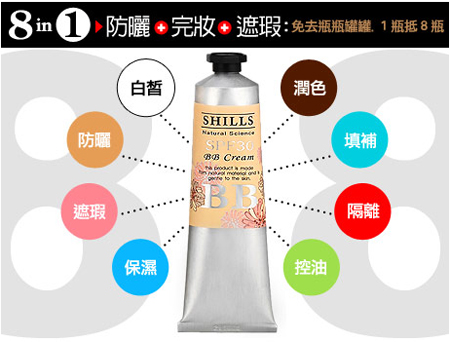 8 in 1 防曬+完妝+遮瑕:免去瓶瓶罐罐. 1 瓶抵 8 瓶
白皙
潤色
防曬
填補
遮瑕
隔離
保濕
控油
SHILLS
Natural Science
SPF30
BB Cream
this product is made
from natural material and is
gentle to the skin.
BB